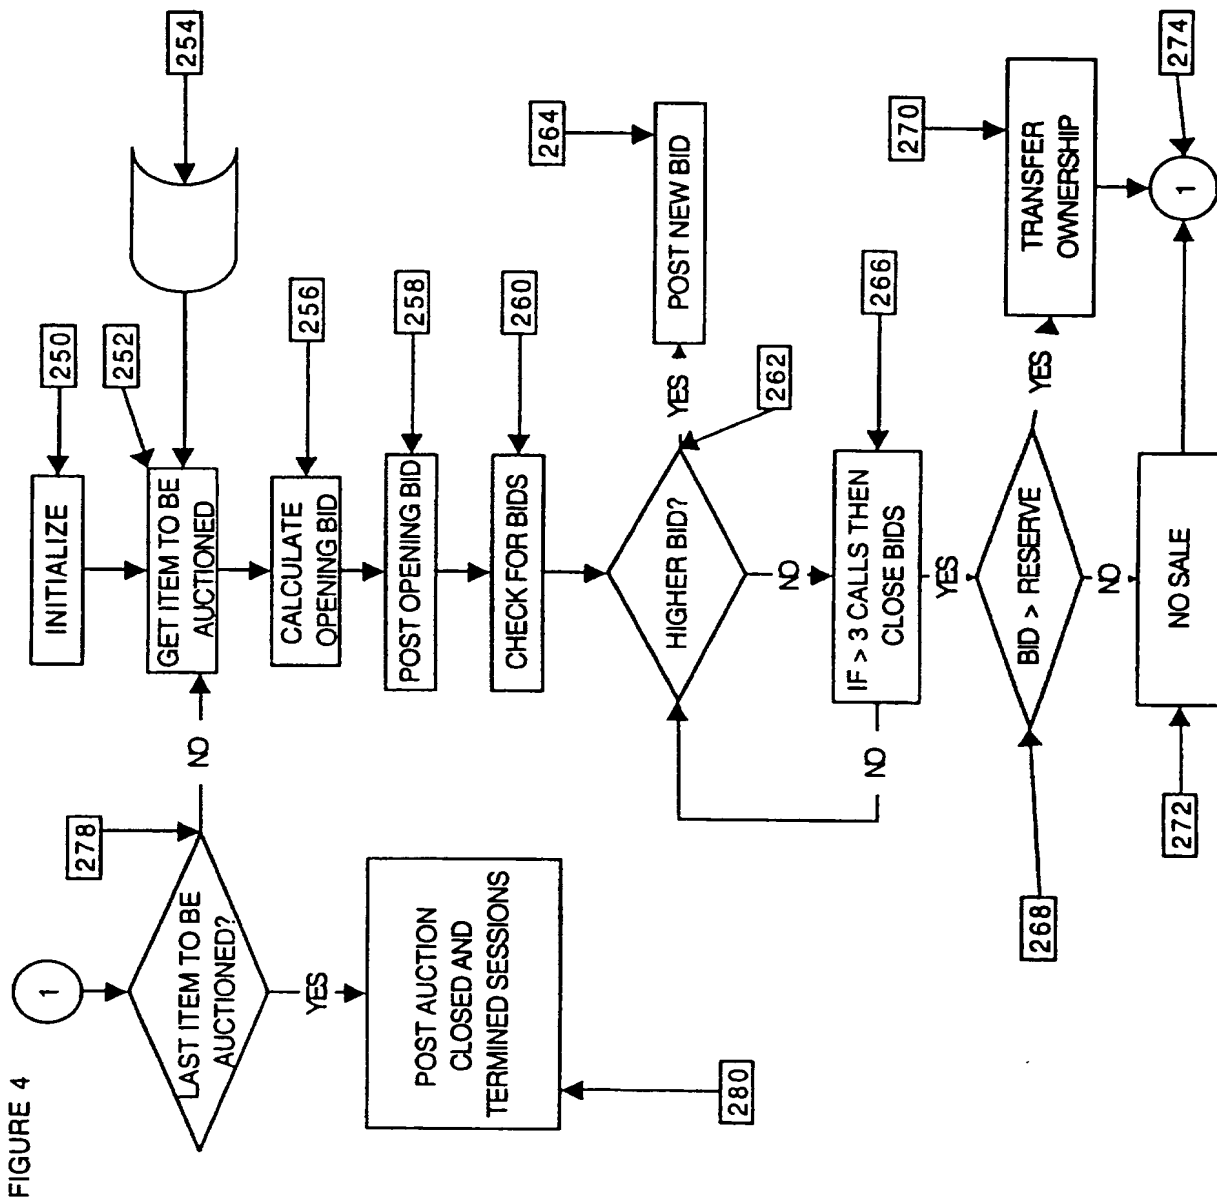 FIGURE 4
1
278
LAST ITEM TO BE
AUCTIONED?
NO
YES
POST AUCTION
CLOSED AND
TERMINED SESSIONS
280
250
INITIALIZE
252
254
GET ITEM TO BE
AUCTIONED
256
CALCULATE
OPENING BID
258
POST OPENING BID
260
CHECK FOR BIDS
262
HIGHER BID?
YES
264
POST NEW BID
NO
266
IF > 3 CALLS THEN
CLOSE BIDS
NO
YES
268
BID > RESERVE
YES
270
TRANSFER
OWNERSHIP
NO
272
NO SALE
274
1